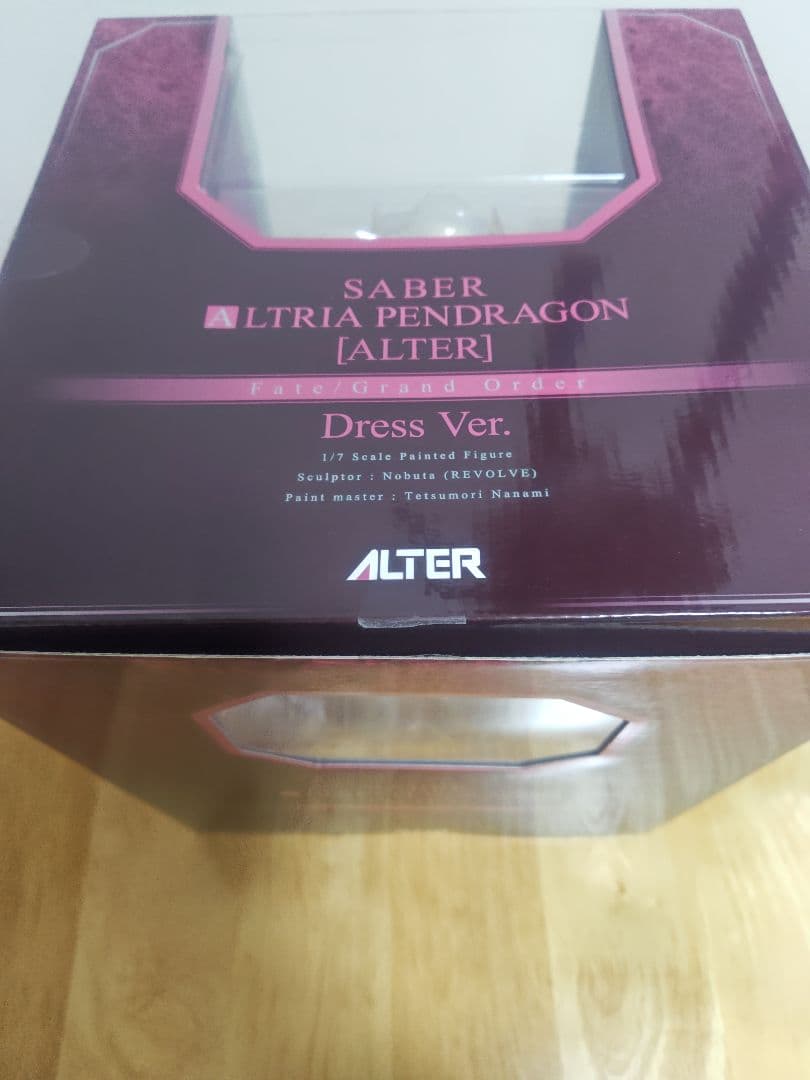 SABER
ALTRIA PENDRAGON
[ALTER]
Fate/Grand Order
Dress Ver.
1/7 Scale Painted Figure
Sculptor : Nobuta (REVOLVE)
Paint master : Tetsumori Nanami
ALTER